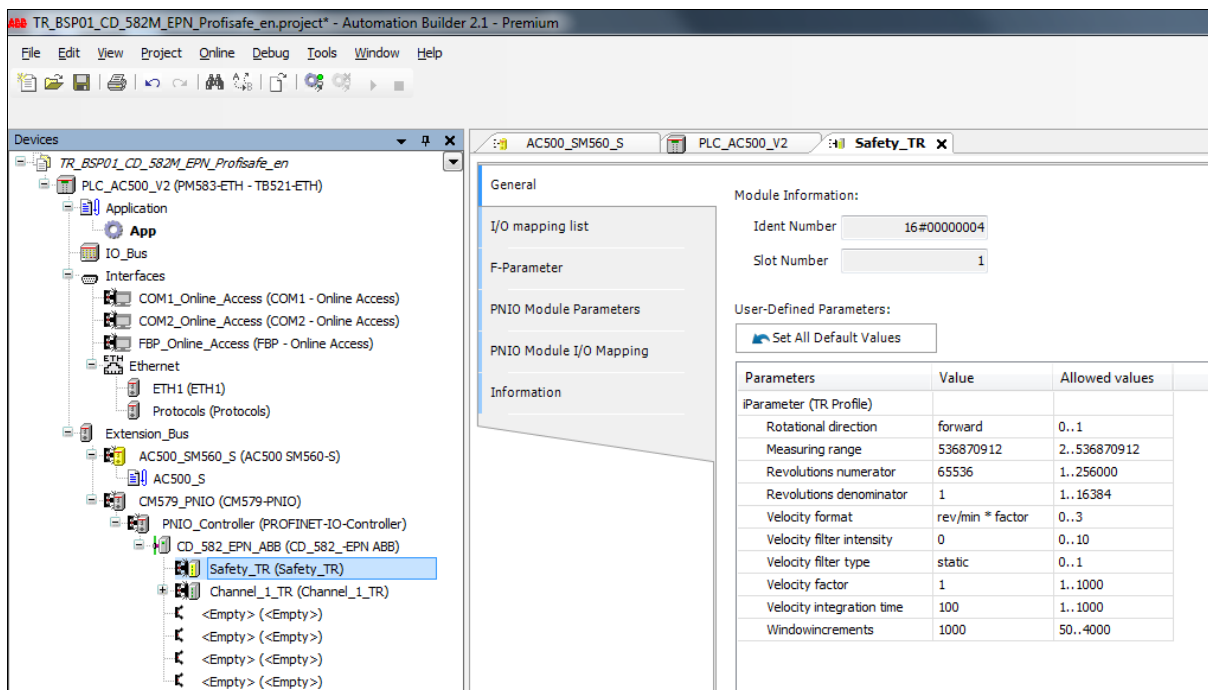 ABB TR_BSP01_CD_582M_EPN_Profisafe_en.project* - Automation Builder 2.1 - Premium
File Edit View Project Online Debug Tools Window Help
Devices
TR_BSP01_CD_582M_EPN_Profisafe_en
PLC_AC500_V2 (PM583-ETH - TB521-ETH)
Application
App
IO_Bus
Interfaces
COM1_Online_Access (COM1 - Online Access)
COM2_Online_Access (COM2 - Online Access)
FBP_Online_Access (FBP - Online Access)
ETH
Ethernet
ETH1 (ETH1)
Protocols (Protocols)
Extension_Bus
AC500_SM560_S (AC500 SM560-S)
AC500_S
CM579_PNIO (CM579-PNIO)
PNIO_Controller (PROFINET-IO-Controller)
CD_582_EPN_ABB (CD_582_-EPN ABB)
Safety_TR (Safety_TR)
Channel_1_TR (Channel_1_TR)
<Empty> (<Empty>)
<Empty> (<Empty>)
<Empty> (<Empty>)
<Empty> (<Empty>)
AC500_SM560_S PLC_AC500_V2 Safety_TR
General
I/O mapping list
F-Parameter
PNIO Module Parameters
PNIO Module I/O Mapping
Information
Module Information:
Ident Number 16#00000004
Slot Number 1
User-Defined Parameters:
Set All Default Values
Parameters Value Allowed values
iParameter (TR Profile)
Rotational direction forward 0..1
Measuring range 536870912 2..536870912
Revolutions numerator 65536 1..256000
Revolutions denominator 1 1..16384
Velocity format rev/min * factor 0..3
Velocity filter intensity 0 0..10
Velocity filter type static 0..1
Velocity factor 1 1..1000
Velocity integration time 100 1..1000
Windowincrements 1000 50..4000